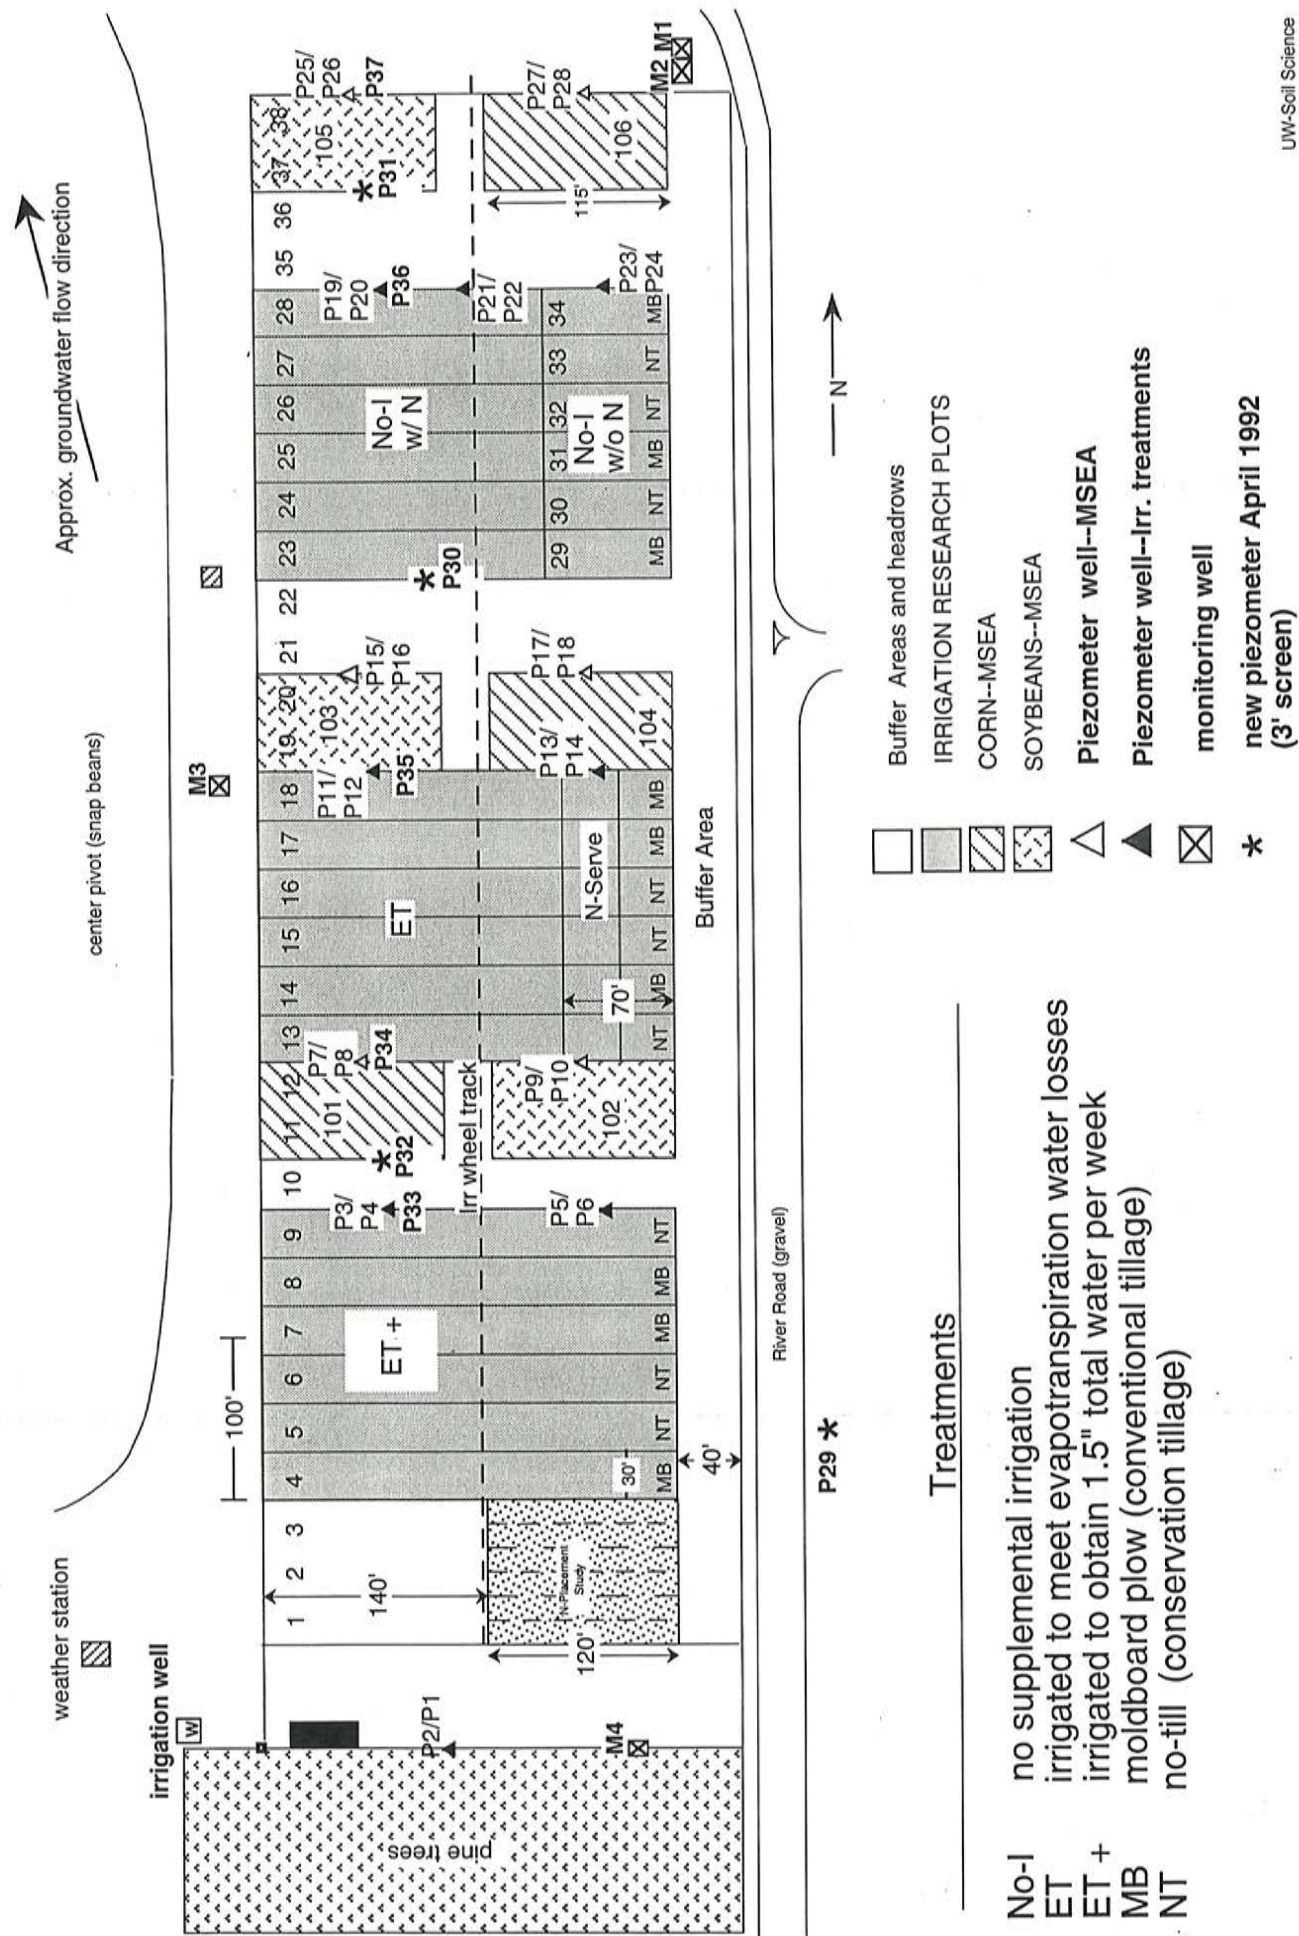 Approx. groundwater flow direction
center pivot (snap beans)
weather station
irrigation well
W
M3
M2 M1
1 2 3 4 5 6 7 8 9 10 11 12 13 14 15 16 17 18 19 20 21 22 23 24 25 26 27 28 35 36 37 38
100'
140'
120'
30'
40'
70'
115'
pine trees
P2/P1
M4
N-Placement
Study
ET +
P3/
P4
P33
P5/
P6
P32
101
102
P7/
P8
P34
P9/
P10
Irr wheel track
ET
N-Serve
P11/
P12
P35
P13/
P14
103
104
P15/
P16
P17/
P18
P30
No-I
w/ N
No-I
w/o N
29 30 31 32 33 34
P19/
P20
P36
P21/
P22
P23/
P24
P31
105
106
P25/
P26
P37
P27/
P28
MB NT NT MB MB NT
NT MB NT NT MB MB
MB NT MB NT NT MB
Buffer Area
River Road (gravel)
P29 *
N
Treatments
No-I no supplemental irrigation
ET irrigated to meet evapotranspiration water losses
ET + irrigated to obtain 1.5" total water per week
MB moldboard plow (conventional tillage)
NT no-till (conservation tillage)
Buffer Areas and headrows
IRRIGATION RESEARCH PLOTS
CORN--MSEA
SOYBEANS--MSEA
Piezometer well--MSEA
Piezometer well--Irr. treatments
monitoring well
* new piezometer April 1992
(3' screen)
UW-Soil Science